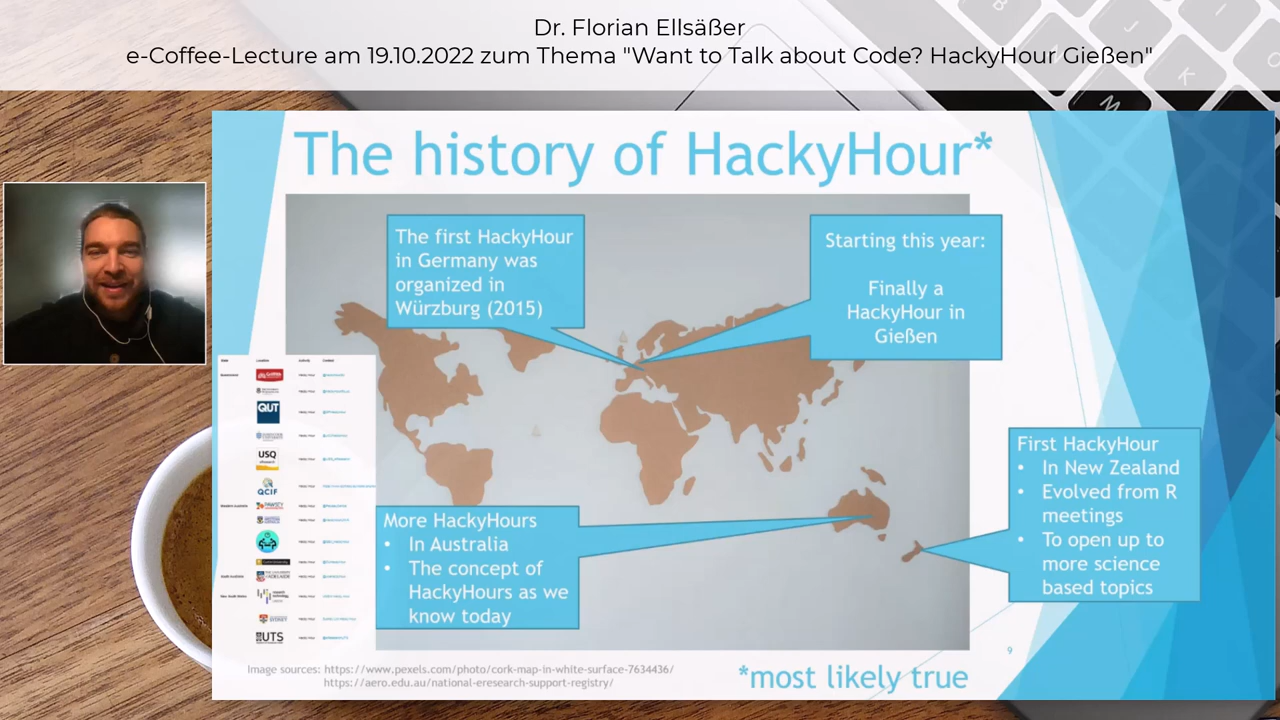 Dr. Florian Ellsäßer
e-Coffee-Lecture am 19.10.2022 zum Thema "Want to Talk about Code? HackyHour Gießen"
The history of HackyHour*
The first HackyHour
in Germany was
organized in
Würzburg (2015)
Starting this year:
Finally a
HackyHour in
Gießen
First HackyHour
• In New Zealand
• Evolved from R
meetings
• To open up to
more science
based topics
More HackyHours
• In Australia
• The concept of
HackyHours as we
know today
QUT
USQ
QCIF
PAWSEY
ADELAIDE
SYDNEY
UTS
9
Image sources: https://www.pexels.com/photo/cork-map-in-white-surface-7634436/
https://aero.edu.au/national-eresearch-support-registry/
*most likely true
B
J
I
K
M